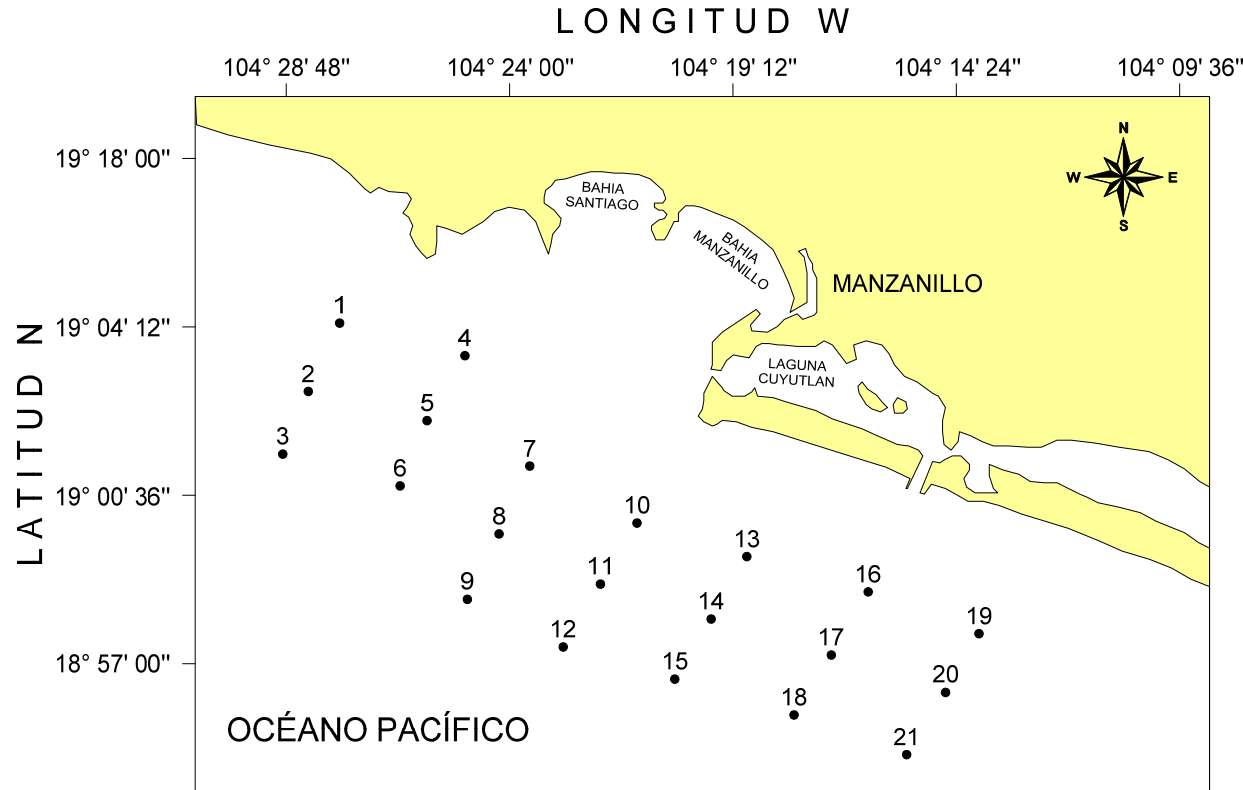 LONGITUD W
104° 28' 48" 104° 24' 00" 104° 19' 12" 104° 14' 24" 104° 09' 36"
N
19° 18' 00"
W E
BAHIA
SANTIAGO
S
BAHIA
MANZANILLO
MANZANILLO
1
19° 04' 12"
4
LAGUNA
CUYUTLAN
2
5
LATITUD N
3
7
6
19° 00' 36"
10
8
13
11
16
9
14
19
12
17
18° 57' 00"
15
20
18
OCÉANO PACÍFICO
21